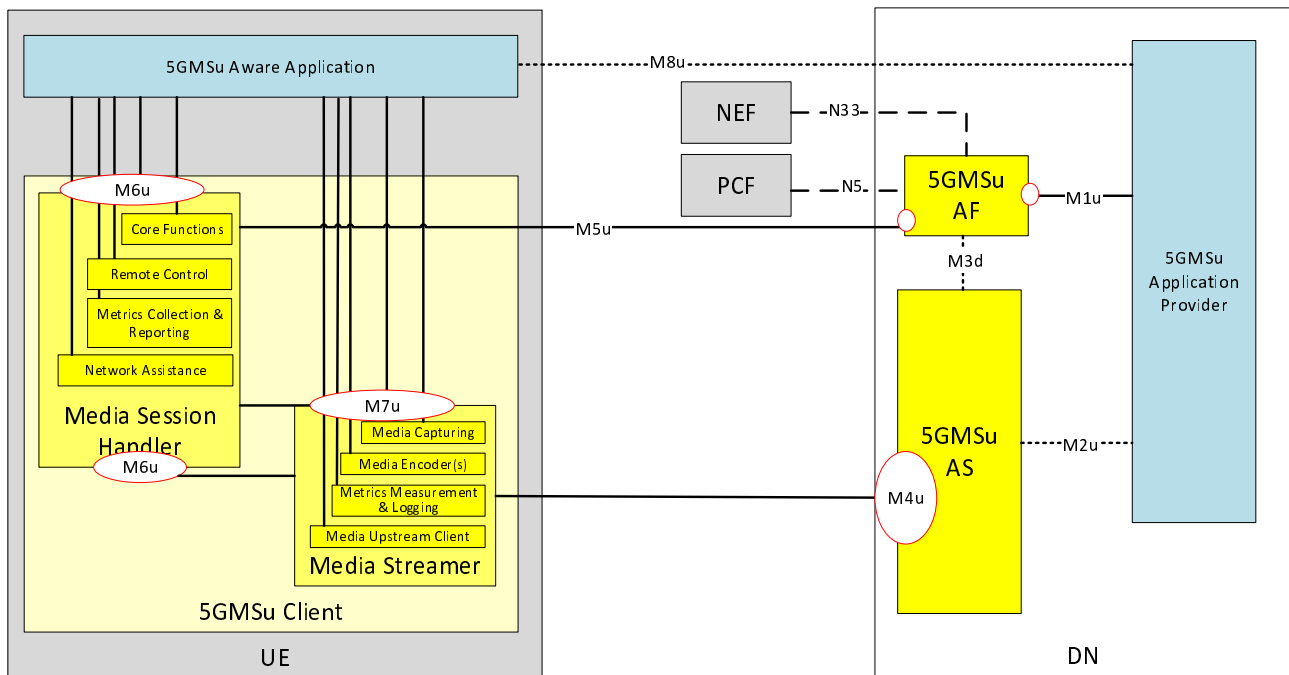 5GMSu Aware Application
M8u
NEF
N33
PCF
N5
5GMSu
AF
M1u
M6u
Core Functions
M5u
Remote Control
Metrics Collection &
Reporting
Network Assistance
Media Session
Handler
M6u
M3d
5GMSu
Application
Provider
M7u
Media Capturing
Media Encoder(s)
Metrics Measurement
& Logging
Media Upstream Client
Media Streamer
5GMSu
AS
M2u
M4u
5GMSu Client
UE
DN